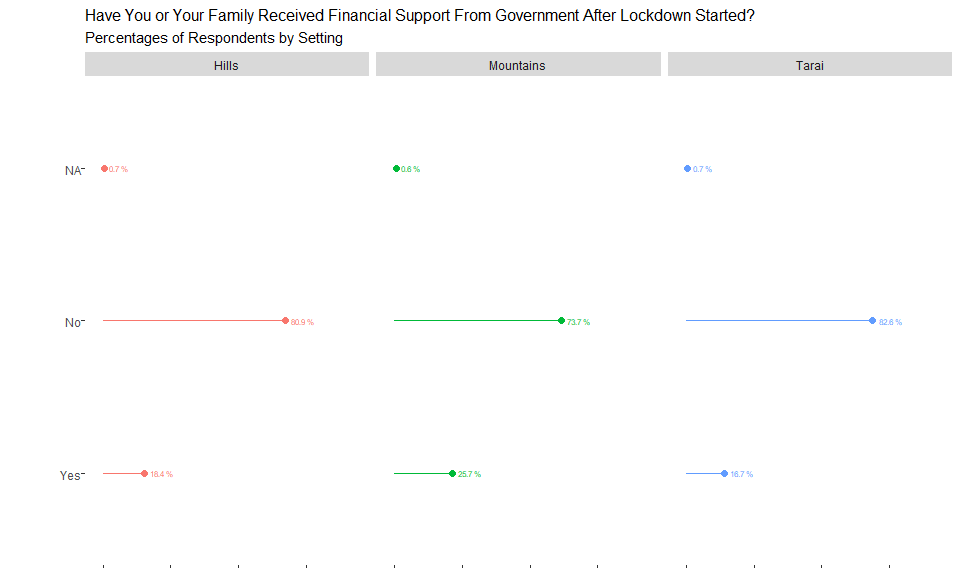 Have You or Your Family Received Financial Support From Government After Lockdown Started?
Percentages of Respondents by Setting
Hills Mountains Tarai
NA 0.7 % 0.6 % 0.7 %
No 80.9 % 73.7 % 82.6 %
Yes 18.4 % 25.7 % 16.7 %